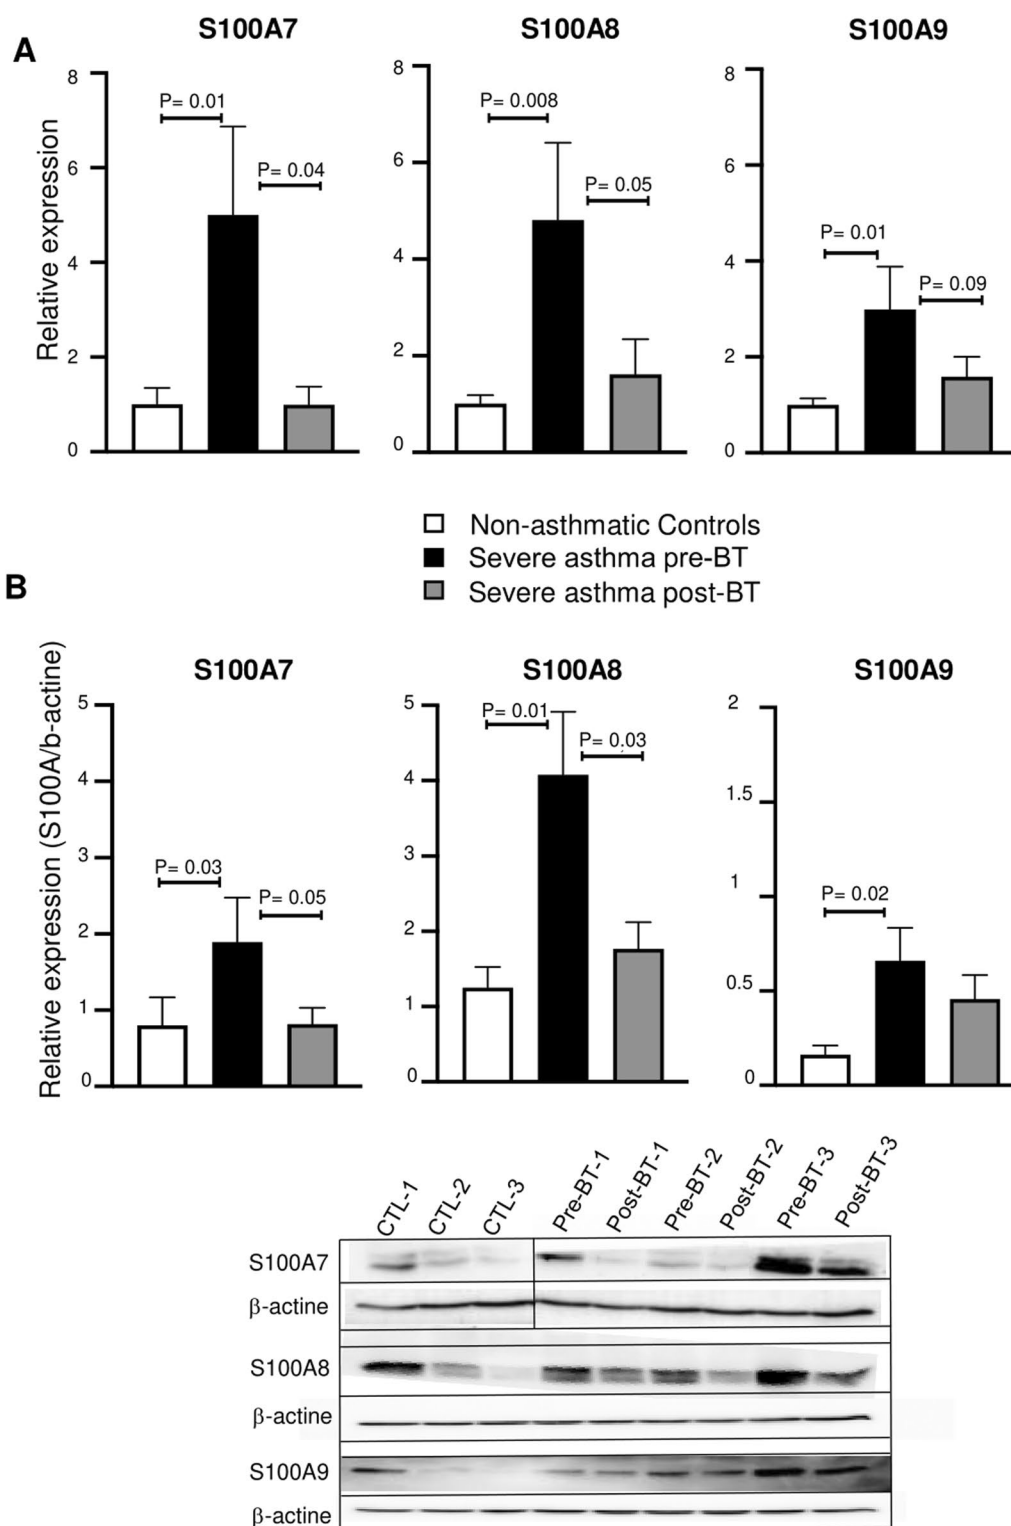 A
S100A7
S100A8
S100A9
Relative expression
8
6
4
2
0
P= 0.01
P= 0.04
8
6
4
2
0
P= 0.008
P= 0.05
8
6
4
2
0
P= 0.01
P= 0.09
Non-asthmatic Controls
Severe asthma pre-BT
Severe asthma post-BT
B
S100A7
S100A8
S100A9
Relative expression (S100A/b-actine)
5
4
3
2
1
0
P= 0.03
P= 0.05
5
4
3
2
1
0
P= 0.01
P= 0.03
2
1.5
1
0.5
0
P= 0.02
CTL-1
CTL-2
CTL-3
Pre-BT-1
Post-BT-1
Pre-BT-2
Post-BT-2
Pre-BT-3
Post-BT-3
S100A7
β-actine
S100A8
β-actine
S100A9
β-actine